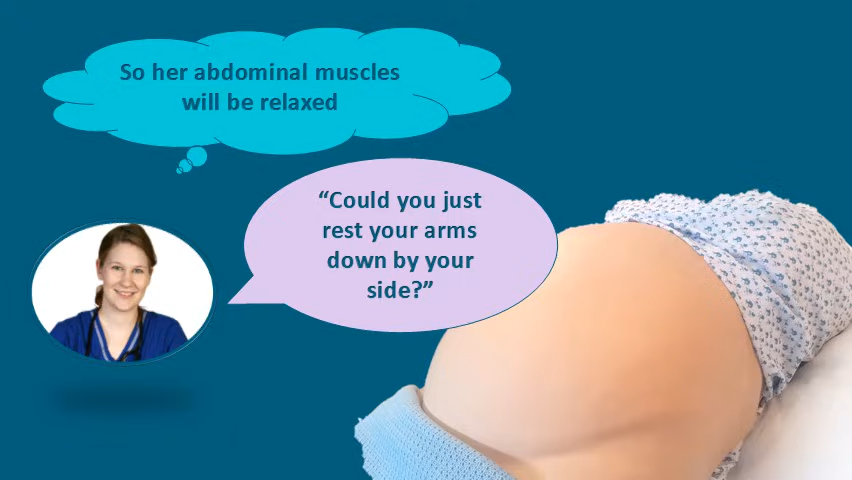 So her abdominal muscles
will be relaxed
“Could you just
rest your arms
down by your
side?”